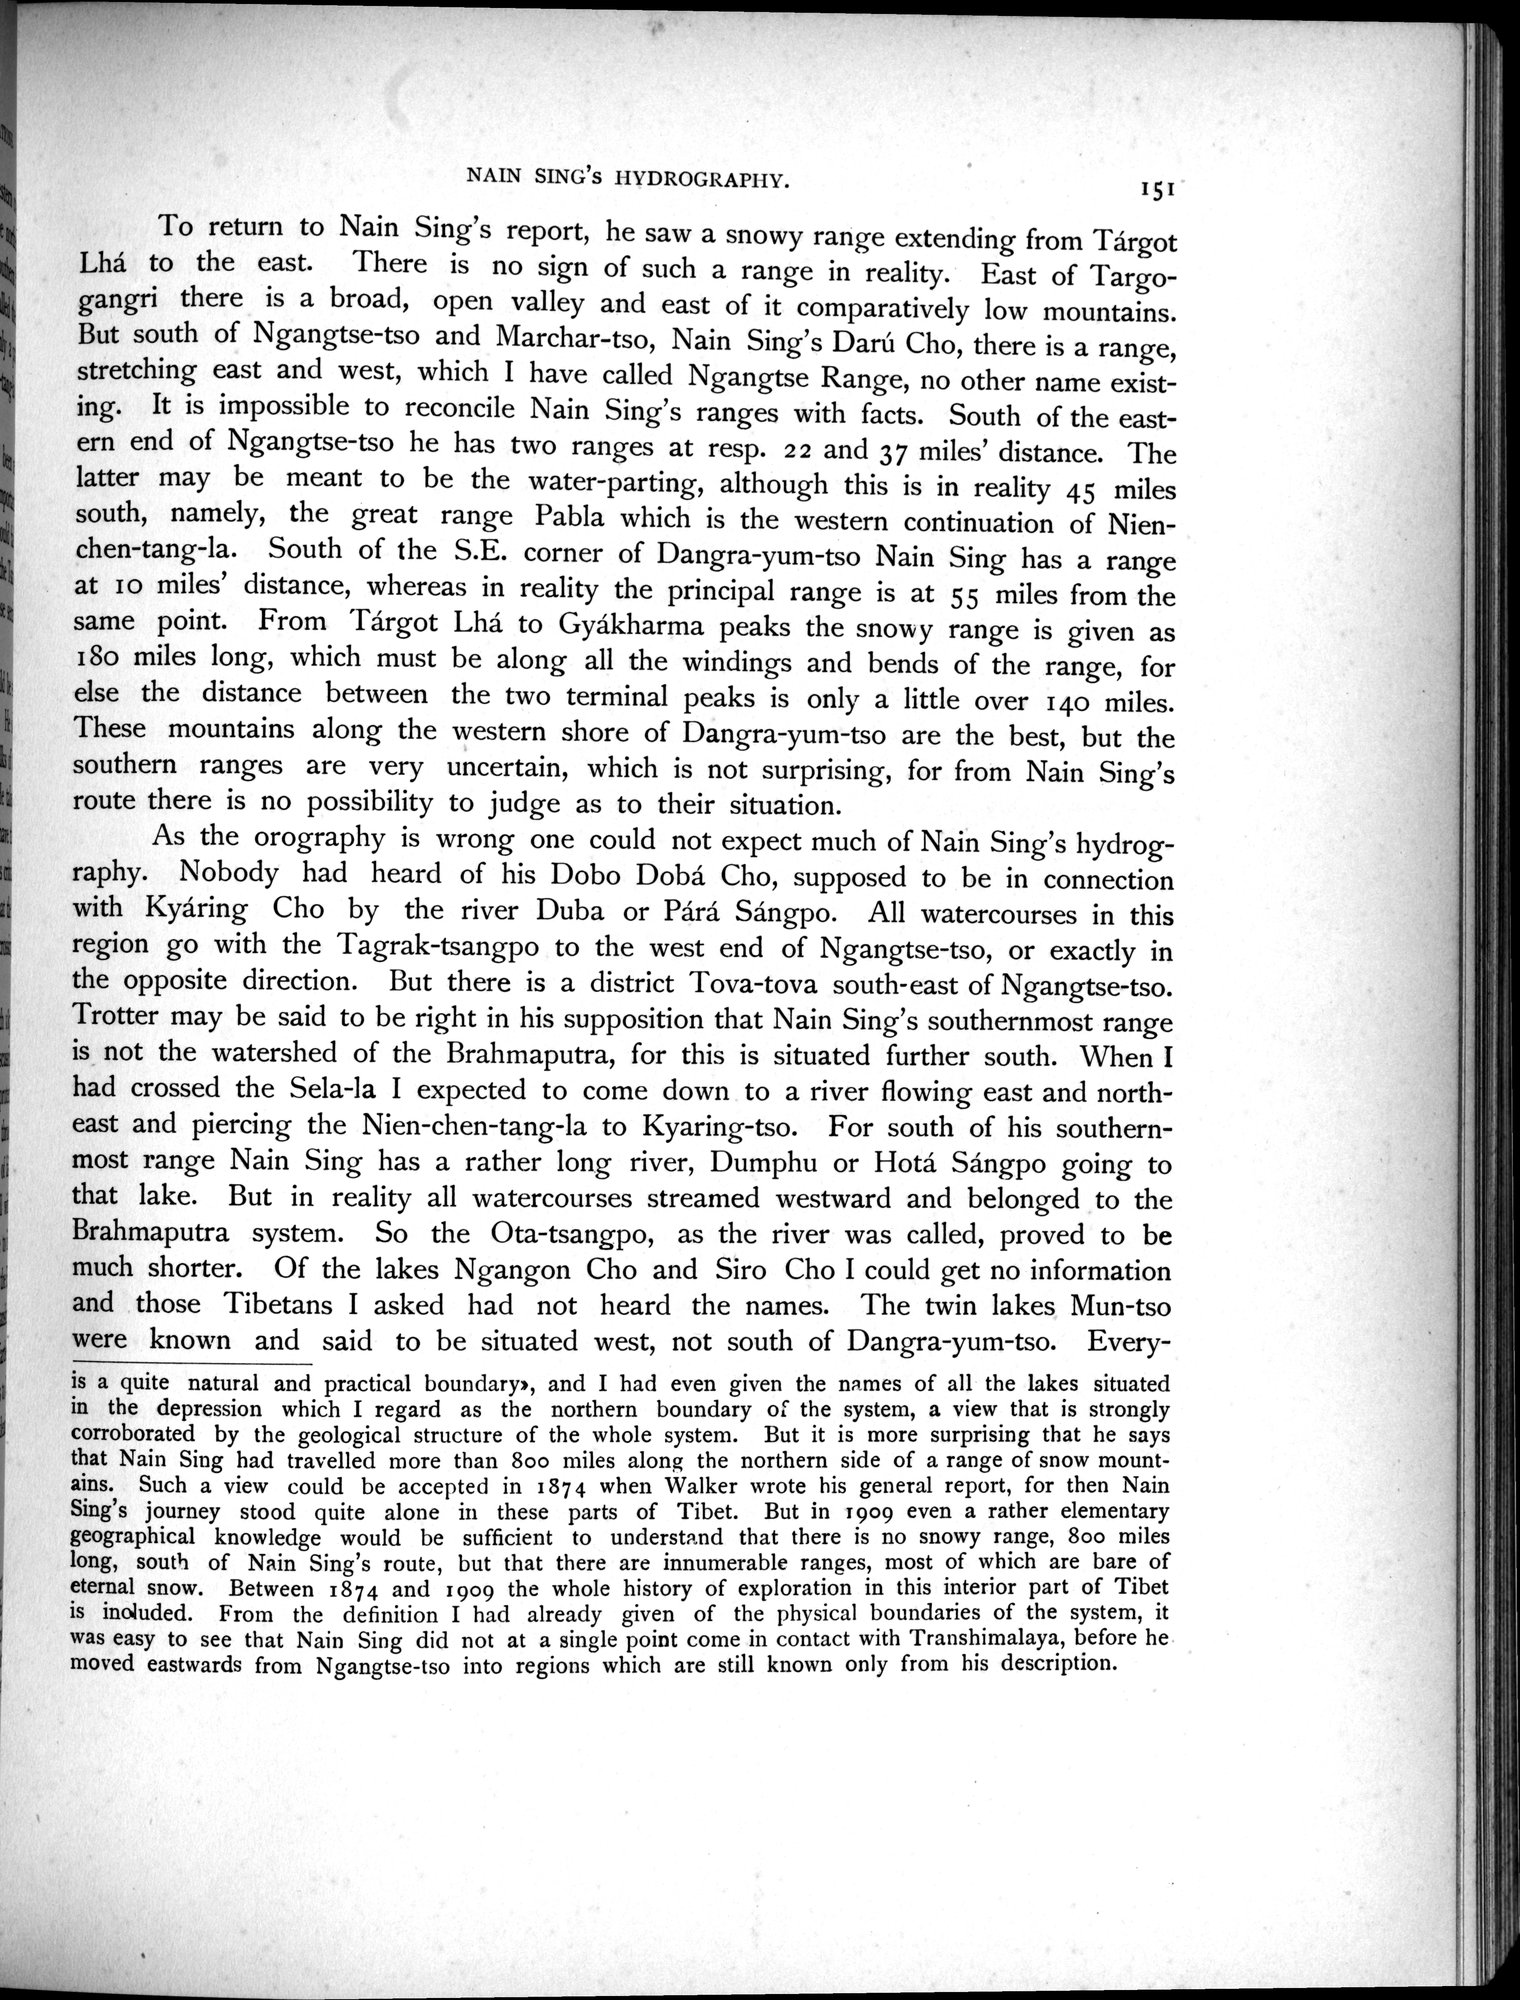 NAIN SING'S HYDROGRAPHY.
151
To return to Nain Sing's report, he saw a snowy range extending from Tárgot
Lhá to the east. There is no sign of such a range in reality. East of Targo-
gangri there is a broad, open valley and east of it comparatively low mountains.
But south of Ngangtse-tso and Marchar-tso, Nain Sing's Darú Cho, there is a range,
stretching east and west, which I have called Ngangtse Range, no other name exist-
ing. It is impossible to reconcile Nain Sing's ranges with facts. South of the east-
ern end of Ngangtse-tso he has two ranges at resp. 22 and 37 miles' distance. The
latter may be meant to be the water-parting, although this is in reality 45 miles
south, namely, the great range Pabla which is the western continuation of Nien-
chen-tang-la. South of the S.E. corner of Dangra-yum-tso Nain Sing has a range
at 10 miles' distance, whereas in reality the principal range is at 55 miles from the
same point. From Tárgot Lhá to Gyákharma peaks the snowy range is given as
180 miles long, which must be along all the windings and bends of the range, for
else the distance between the two terminal peaks is only a little over 140 miles.
These mountains along the western shore of Dangra-yum-tso are the best, but the
southern ranges are very uncertain, which is not surprising, for from Nain Sing's
route there is no possibility to judge as to their situation.
As the orography is wrong one could not expect much of Nain Sing's hydrog-
raphy. Nobody had heard of his Dobo Dobá Cho, supposed to be in connection
with Kyáring Cho by the river Duba or Párá Sángpo. All watercourses in this
region go with the Tagrak-tsangpo to the west end of Ngangtse-tso, or exactly in
the opposite direction. But there is a district Tova-tova south-east of Ngangtse-tso.
Trotter may be said to be right in his supposition that Nain Sing's southernmost range
is not the watershed of the Brahmaputra, for this is situated further south. When I
had crossed the Sela-la I expected to come down to a river flowing east and north-
east and piercing the Nien-chen-tang-la to Kyaring-tso. For south of his southern-
most range Nain Sing has a rather long river, Dumphu or Hotá Sángpo going to
that lake. But in reality all watercourses streamed westward and belonged to the
Brahmaputra system. So the Ota-tsangpo, as the river was called, proved to be
much shorter. Of the lakes Ngangon Cho and Siro Cho I could get no information
and those Tibetans I asked had not heard the names. The twin lakes Mun-tso
were known and said to be situated west, not south of Dangra-yum-tso. Every-
is a quite natural and practical boundary», and I had even given the names of all the lakes situated
in the depression which I regard as the northern boundary of the system, a view that is strongly
corroborated by the geological structure of the whole system. But it is more surprising that he says
that Nain Sing had travelled more than 800 miles along the northern side of a range of snow mount-
ains. Such a view could be accepted in 1874 when Walker wrote his general report, for then Nain
Sing's journey stood quite alone in these parts of Tibet. But in 1909 even a rather elementary
geographical knowledge would be sufficient to understand that there is no snowy range, 800 miles
long, south of Nain Sing's route, but that there are innumerable ranges, most of which are bare of
eternal snow. Between 1874 and 1909 the whole history of exploration in this interior part of Tibet
is included. From the definition I had already given of the physical boundaries of the system, it
was easy to see that Nain Sing did not at a single point come in contact with Transhimalaya, before he
moved eastwards from Ngangtse-tso into regions which are still known only from his description.